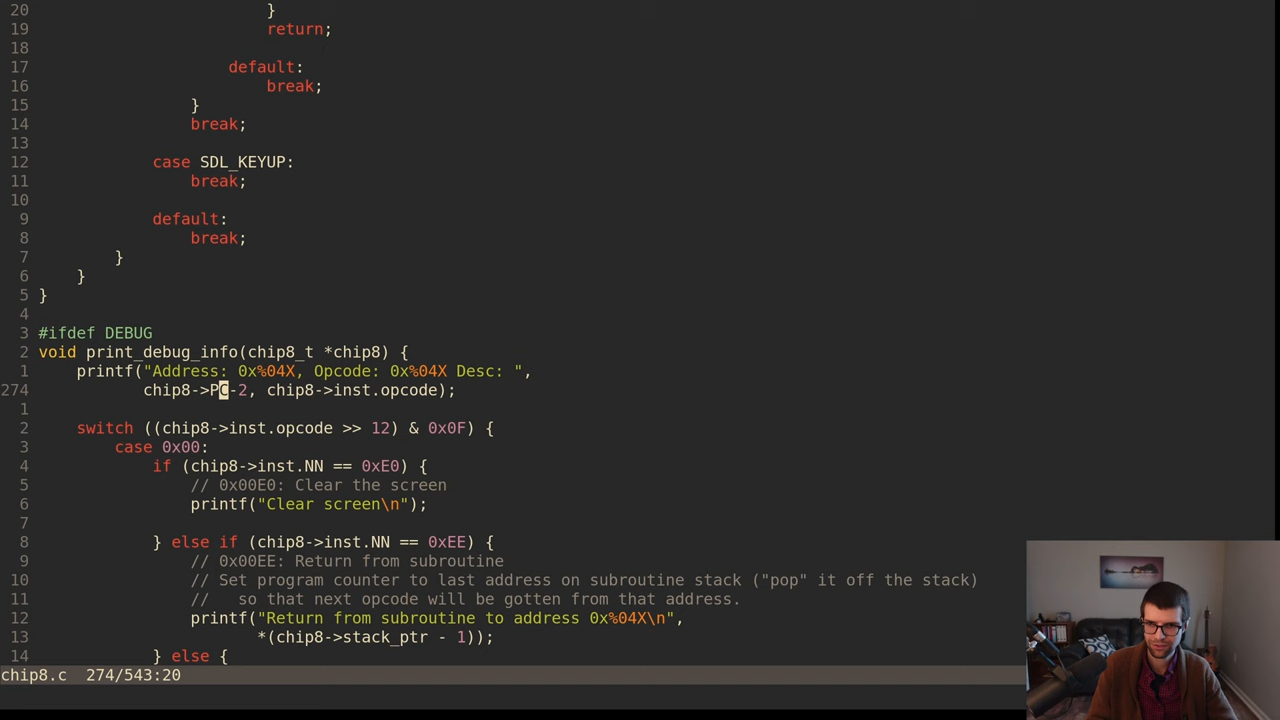 20                         }
19                         return;
18
17                     default:
16                         break;
15                 }
14                 break;
13
12             case SDL_KEYUP:
11                 break;
10
9             default:
8                 break;
7         }
6     }
5 }
4
3 #ifdef DEBUG
2 void print_debug_info(chip8_t *chip8) {
1     printf("Address: 0x%04X, Opcode: 0x%04X Desc: ",
274            chip8->PC-2, chip8->inst.opcode);
1
2     switch ((chip8->inst.opcode >> 12) & 0x0F) {
3         case 0x00:
4             if (chip8->inst.NN == 0xE0) {
5                 // 0x00E0: Clear the screen
6                 printf("Clear screen\n");
7
8             } else if (chip8->inst.NN == 0xEE) {
9                 // 0x00EE: Return from subroutine
10                 // Set program counter to last address on subroutine stack ("pop" it off the stack)
11                 //   so that next opcode will be gotten from that address.
12                 printf("Return from subroutine to address 0x%04X\n",
13                        *(chip8->stack_ptr - 1));
14             } else {
chip8.c  274/543:20